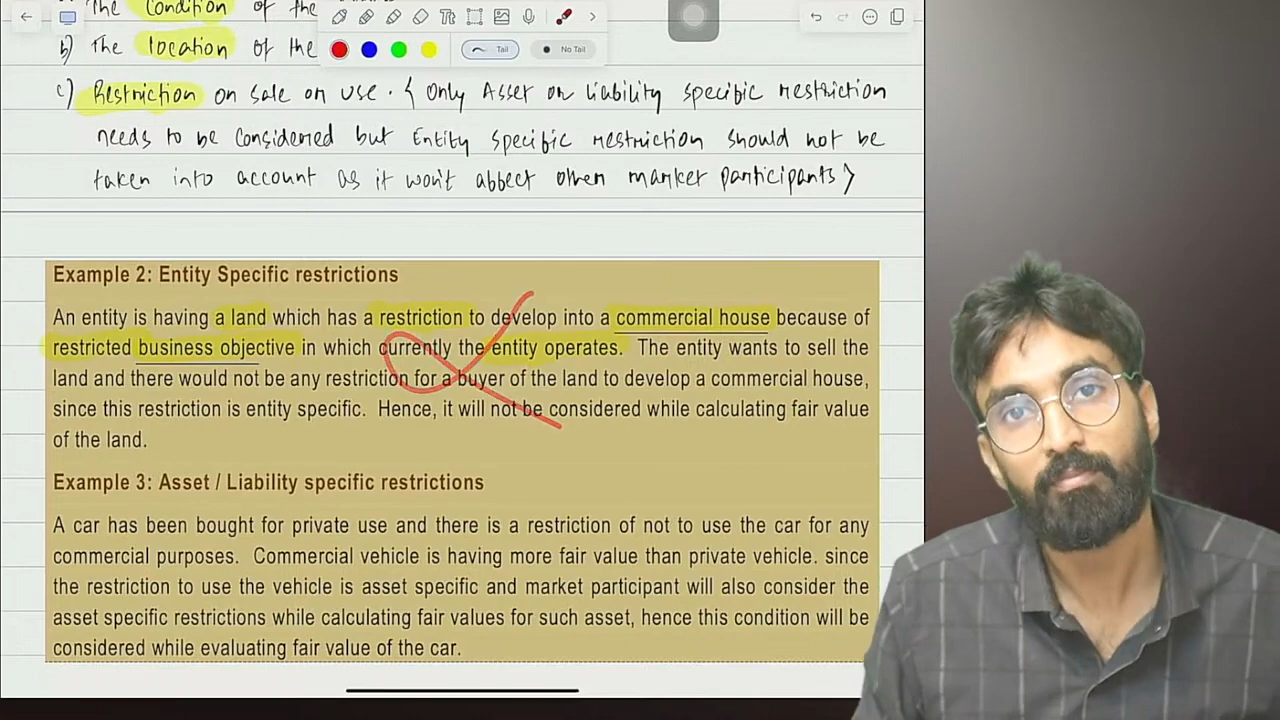 The Condition of the
b) The location of the
Tail
No Tail
c) Restriction on sale or use. { Only Asset or liability specific restriction
needs to be considered but Entity specific restriction should not be
taken into account as it won't affect other market participants }
Example 2: Entity Specific restrictions
An entity is having a land which has a restriction to develop into a commercial house because of
restricted business objective in which currently the entity operates. The entity wants to sell the
land and there would not be any restriction for a buyer of the land to develop a commercial house,
since this restriction is entity specific. Hence, it will not be considered while calculating fair value
of the land.
Example 3: Asset / Liability specific restrictions
A car has been bought for private use and there is a restriction of not to use the car for any
commercial purposes. Commercial vehicle is having more fair value than private vehicle. since
the restriction to use the vehicle is asset specific and market participant will also consider the
asset specific restrictions while calculating fair values for such asset, hence this condition will be
considered while evaluating fair value of the car.